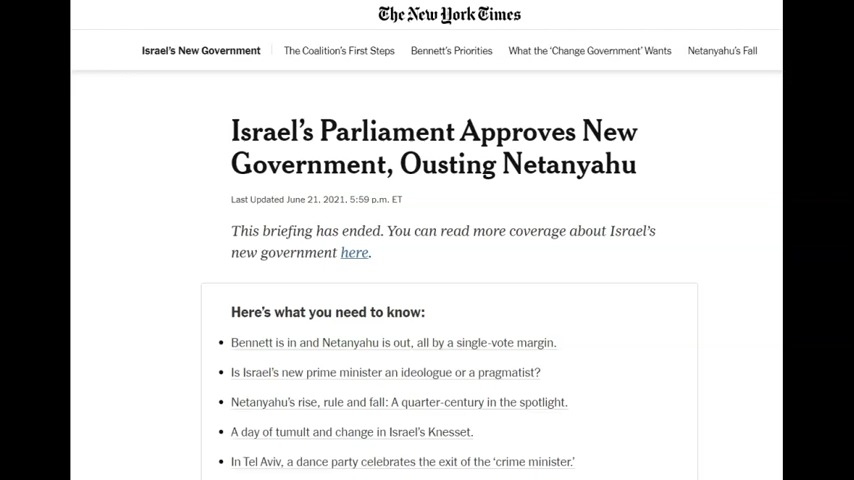 The New York Times
Israel's New Government
The Coalition's First Steps
Bennett's Priorities
What the ‘Change Government’ Wants
Netanyahu's Fall
Israel's Parliament Approves New
Government, Ousting Netanyahu
Last Updated June 21, 2021, 5:59 p.m. ET
This briefing has ended. You can read more coverage about Israel's
new government here.
Here's what you need to know:
• Bennett is in and Netanyahu is out, all by a single-vote margin.
• Is Israel's new prime minister an ideologue or a pragmatist?
• Netanyahu's rise, rule and fall: A quarter-century in the spotlight.
• A day of tumult and change in Israel's Knesset.
• In Tel Aviv, a dance party celebrates the exit of the ‘crime minister.’